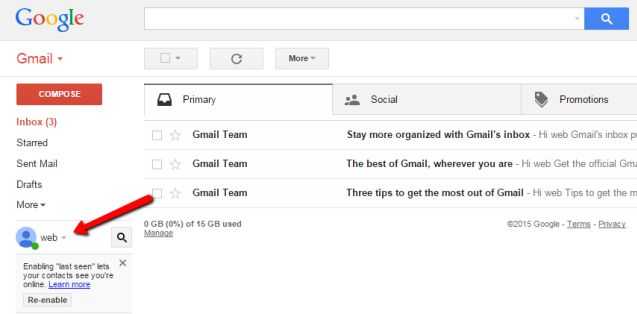 Google
Gmail
More
COMPOSE
Primary
Social
Promotions
Inbox (3)
Starred
Sent Mail
Drafts
More
Gmail Team Stay more organized with Gmail's inbox - Hi web Gmail's inbox p
Gmail Team The best of Gmail, wherever you are - Hi web Get the official Gm
Gmail Team Three tips to get the most out of Gmail - Hi web Tips to get the m
0 GB (0%) of 15 GB used
Manage
©2015 Google - Terms - Privacy
web
Enabling "last seen" lets
your contacts see you're
online. Learn more
Re-enable